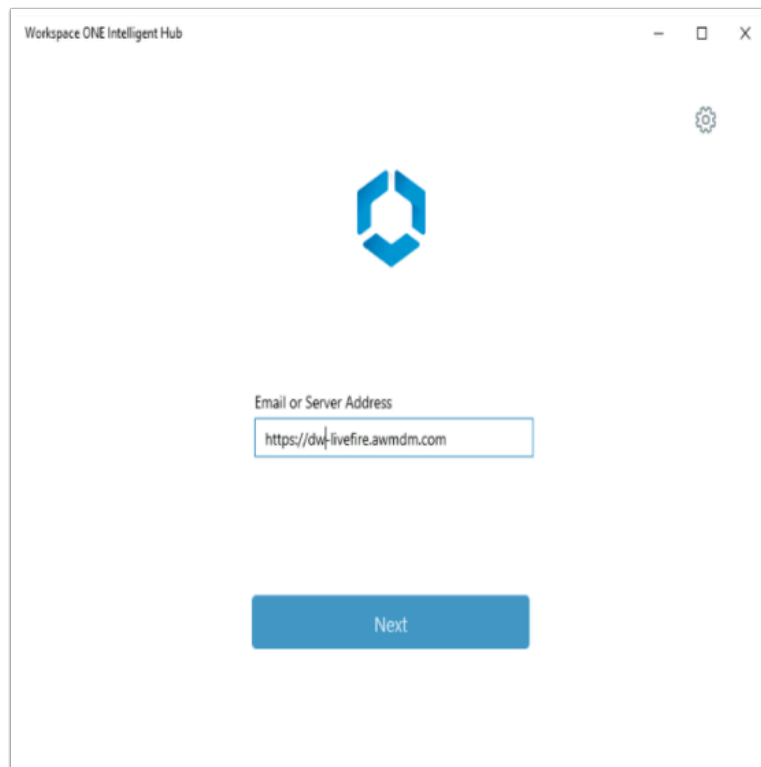 Workspace ONE Intelligent Hub
Email or Server Address
https://dw-livefire.awmdm.com
Next